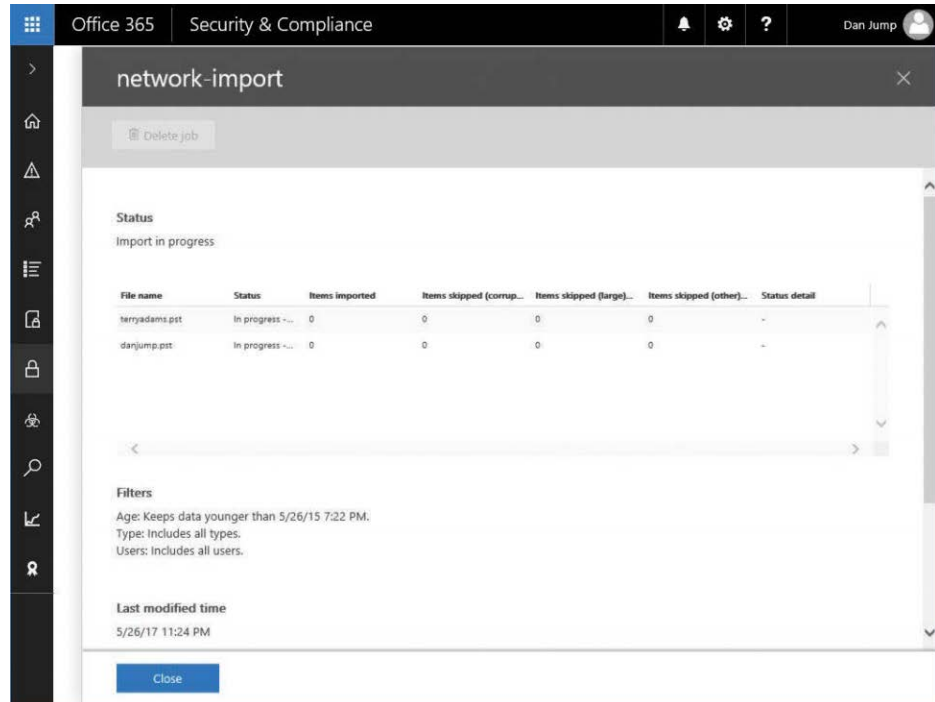 Office 365 Security & Compliance ? Dan Jump
network-import
Delete job
Status
Import in progress
File name Status Items imported Items skipped (corrup... Items skipped (large)... Items skipped (other)... Status detail
terryadams.pst In progress -... 0 0 0 0 -
danjump.pst In progress -... 0 0 0 0 -
Filters
Age: Keeps data younger than 5/26/15 7:22 PM.
Type: Includes all types.
Users: Includes all users.
Last modified time
5/26/17 11:24 PM
Close